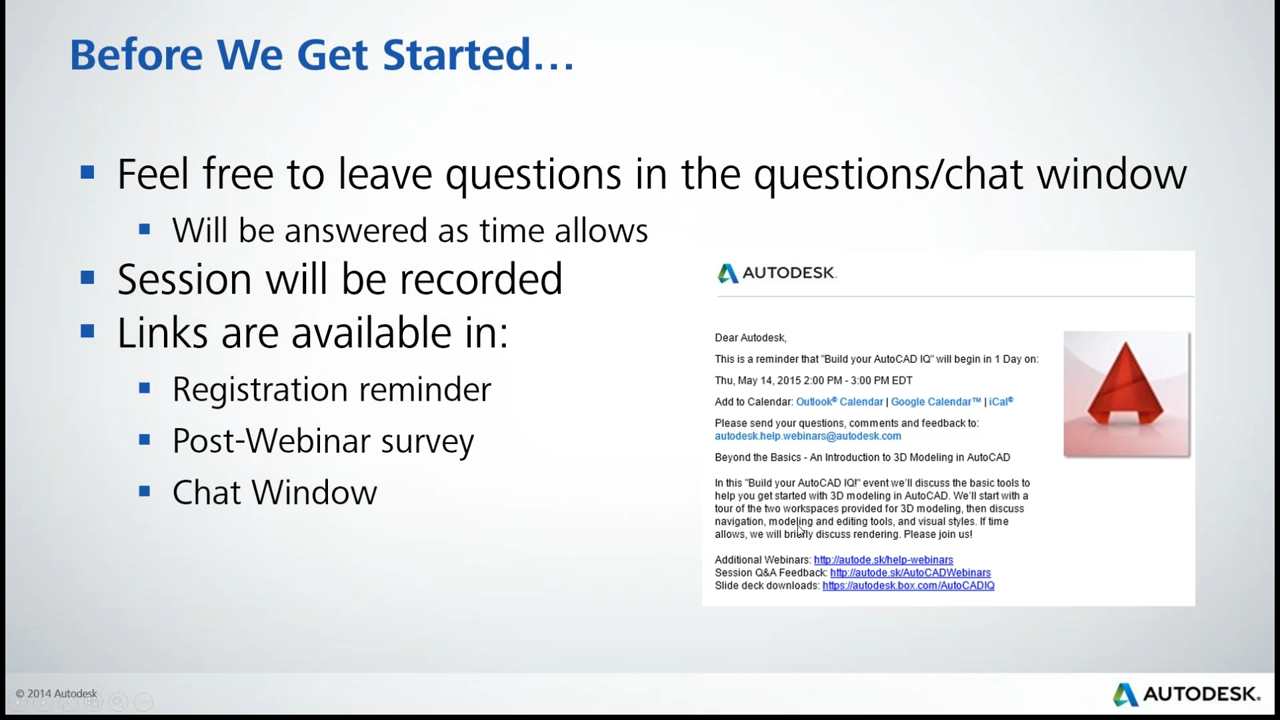 Before We Get Started…
Feel free to leave questions in the questions/chat window
Will be answered as time allows
Session will be recorded
Links are available in:
Registration reminder
Post-Webinar survey
Chat Window
AUTODESK.
Dear Autodesk,
This is a reminder that "Build your AutoCAD IQ" will begin in 1 Day on:
Thu, May 14, 2015 2:00 PM - 3:00 PM EDT
Add to Calendar: Outlook® Calendar | Google Calendar™ | iCal®
Please send your questions, comments and feedback to:
autodesk.help.webinars@autodesk.com
Beyond the Basics - An Introduction to 3D Modeling in AutoCAD
In this "Build your AutoCAD IQ!" event we'll discuss the basic tools to
help you get started with 3D modeling in AutoCAD. We'll start with a
tour of the two workspaces provided for 3D modeling, then discuss
navigation, modeling and editing tools, and visual styles. If time
allows, we will briefly discuss rendering. Please join us!
Additional Webinars: http://autode.sk/help-webinars
Session Q&A Feedback: http://autode.sk/AutoCADWebinars
Slide deck downloads: https://autodesk.box.com/AutoCADIQ
© 2014 Autodesk
AUTODESK.